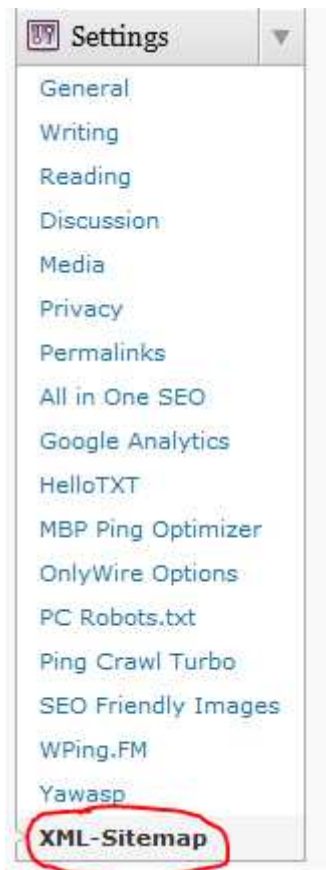 Settings
General
Writing
Reading
Discussion
Media
Privacy
Permalinks
All in One SEO
Google Analytics
HelloTXT
MBP Ping Optimizer
OnlyWire Options
PC Robots.txt
Ping Crawl Turbo
SEO Friendly Images
WPing.FM
Yawasp
XML-Sitemap